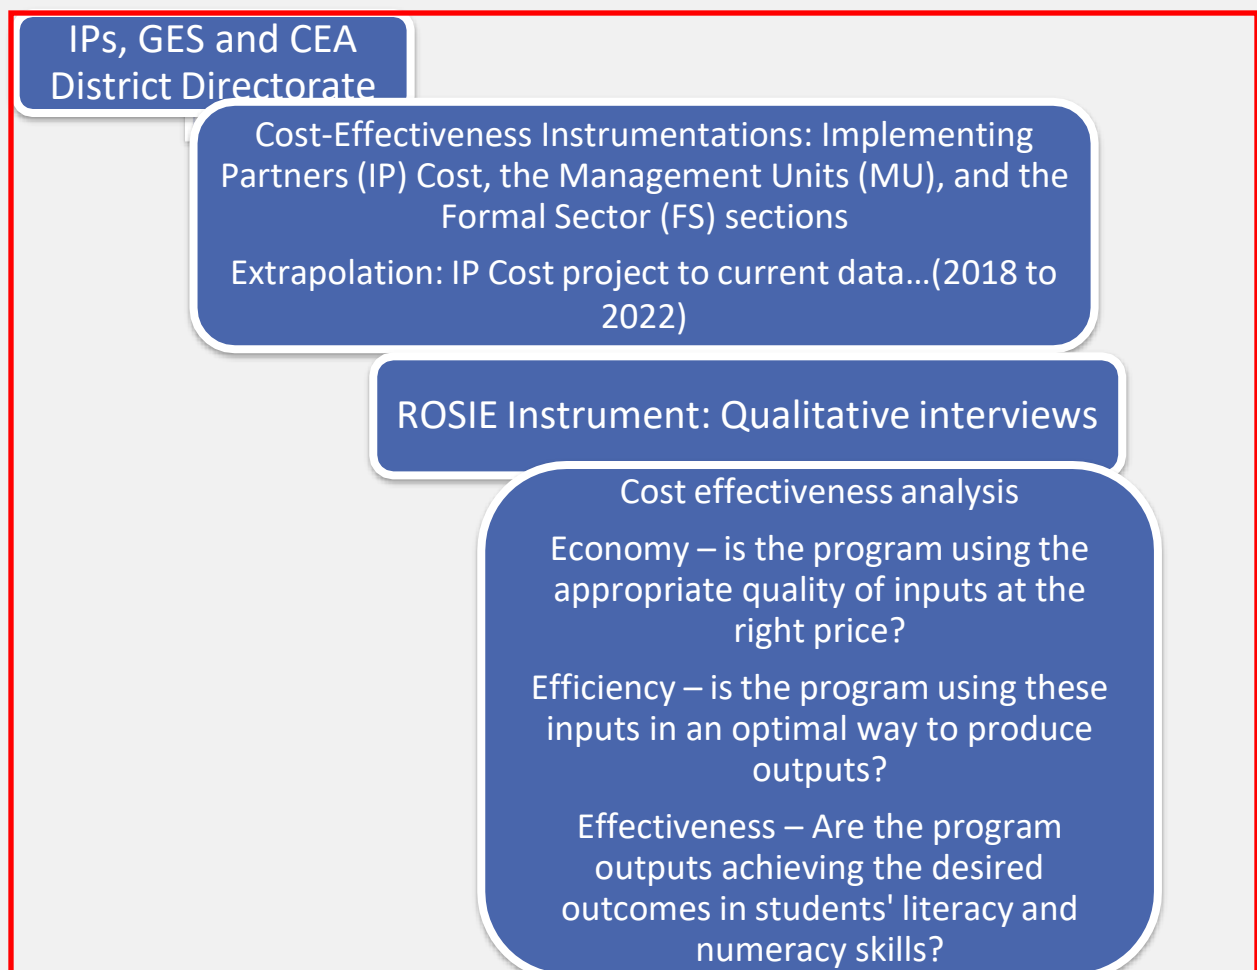 IPs, GES and CEA
District Directorate
Cost-Effectiveness Instrumentations: Implementing
Partners (IP) Cost, the Management Units (MU), and the
Formal Sector (FS) sections
Extrapolation: IP Cost project to current data...(2018 to
2022)
ROSIE Instrument: Qualitative interviews
Cost effectiveness analysis
Economy – is the program using the
appropriate quality of inputs at the
right price?
Efficiency – is the program using these
inputs in an optimal way to produce
outputs?
Effectiveness – Are the program
outputs achieving the desired
outcomes in students' literacy and
numeracy skills?